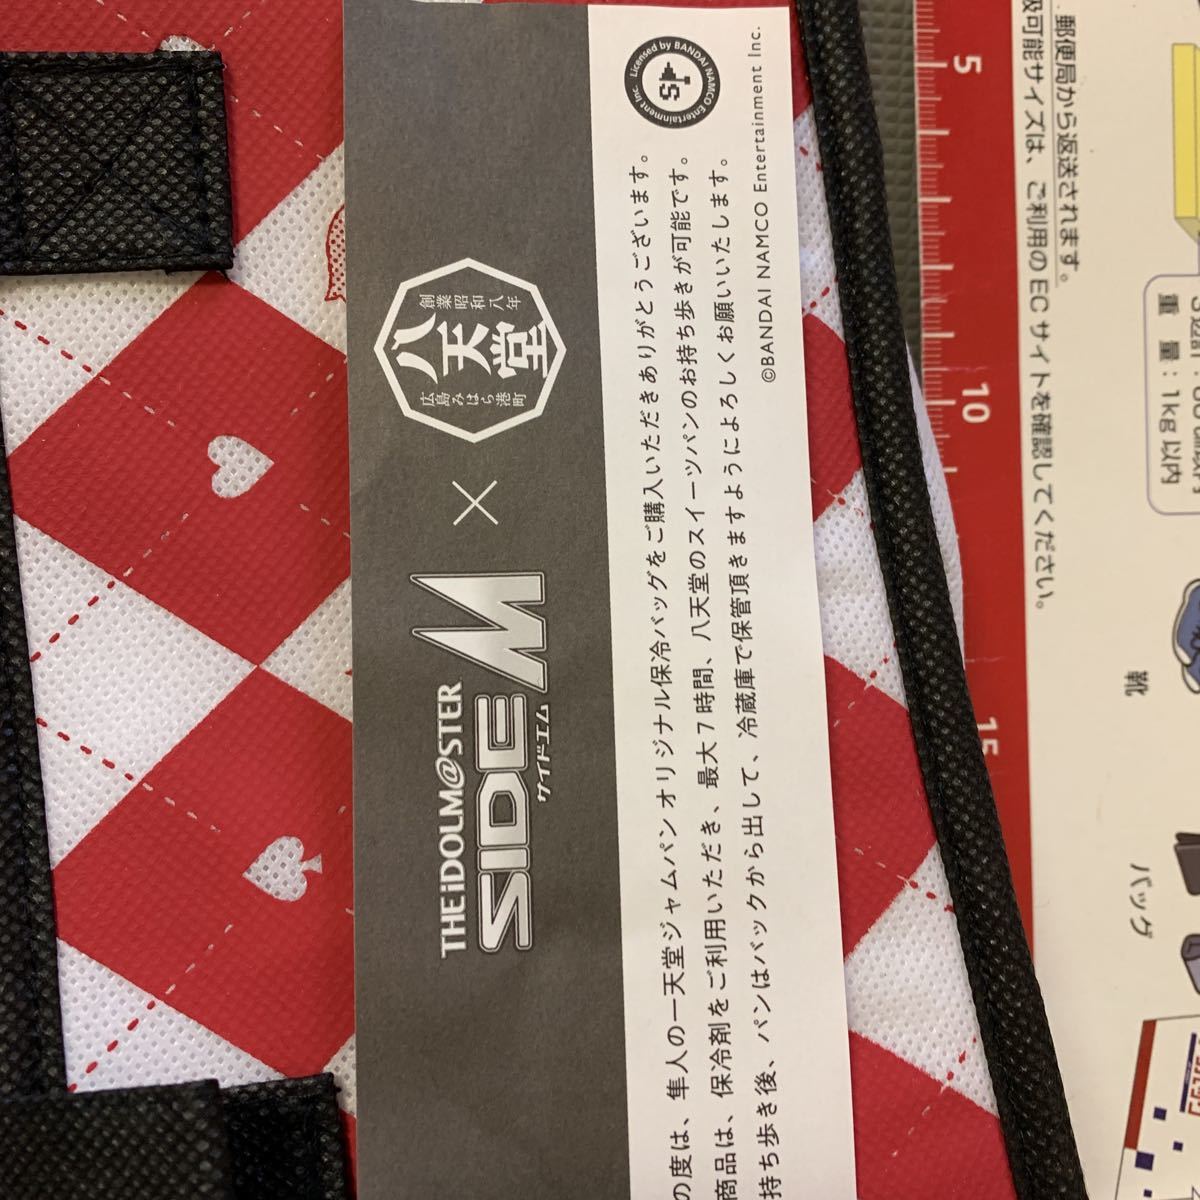 創業昭和八年
八天堂
広島みはら港町
×
THE iDOLM@STER
SIDEM
サイドエム
の度は、隼人の一天堂ジャムパン オリジナル保冷バッグをご購入いただきありがとうございます。
商品は、保冷剤をご利用いただき、最大7時間、八天堂のスイーツパンのお持ち歩きが可能です。
持ち歩き後、パンはバックから出して、冷蔵庫で保管頂きますようによろしくお願いいたします。
Licensed by BANDAI NAMCO Entertainment Inc.
©BANDAI NAMCO Entertainment Inc.
郵便局から返送されます。
扱可能サイズは、ご利用のECサイトを確認してください。
5
10
15
重量：1kg以内
靴
バッグ